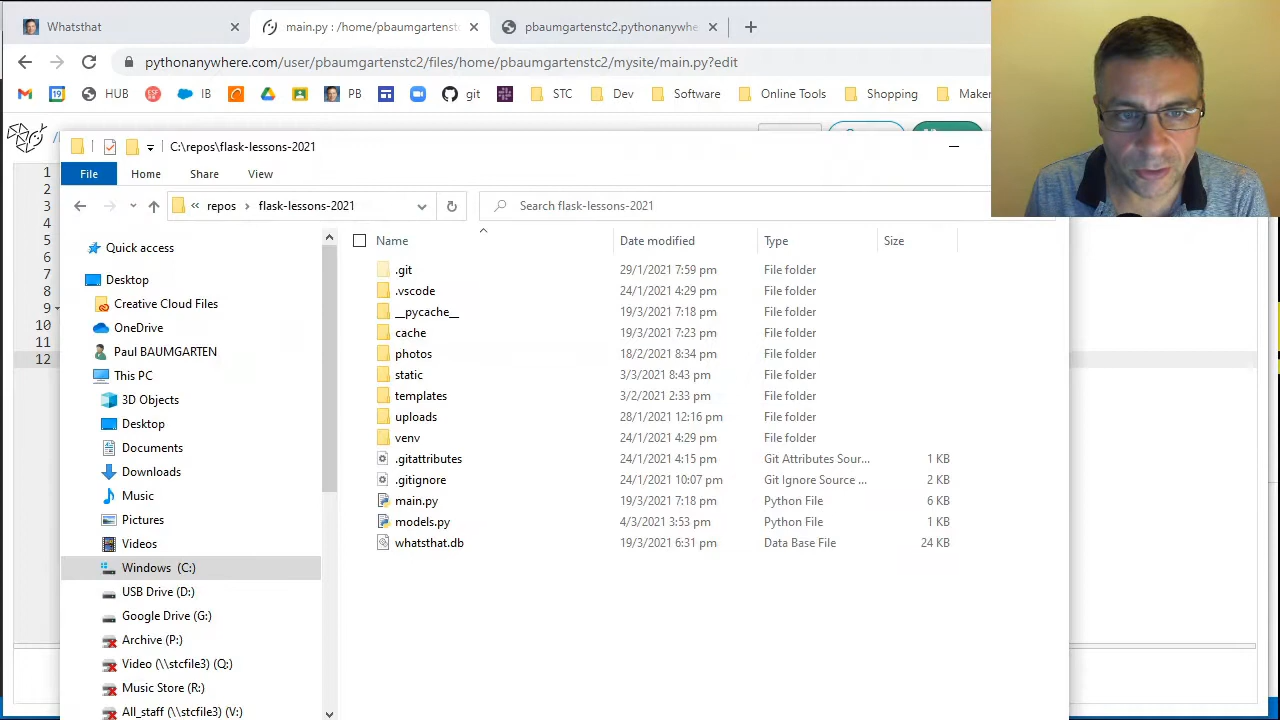 Whatsthat
main.py : /home/pbaumgartenstc
pbaumgartenstc2.pythonanywhe
pythonanywhere.com/user/pbaumgartenstc2/files/home/pbaumgartenstc2/mysite/main.py?edit
HUB
IB
PB
git
STC
Dev
Software
Online Tools
Shopping
Maker
C:\repos\flask-lessons-2021
File Home Share View
repos flask-lessons-2021
Search flask-lessons-2021
1
2
3
4
5
6
7
8
9
10
11
12
Quick access
Desktop
Creative Cloud Files
OneDrive
Paul BAUMGARTEN
This PC
3D Objects
Desktop
Documents
Downloads
Music
Pictures
Videos
Windows (C:)
USB Drive (D:)
Google Drive (G:)
Archive (P:)
Video (\\stcfile3) (Q:)
Music Store (R:)
All_staff (\\stcfile3) (V:)
Name Date modified Type Size
.git 29/1/2021 7:59 pm File folder
.vscode 24/1/2021 4:29 pm File folder
__pycache__ 19/3/2021 7:18 pm File folder
cache 19/3/2021 7:23 pm File folder
photos 18/2/2021 8:34 pm File folder
static 3/3/2021 8:43 pm File folder
templates 3/2/2021 2:33 pm File folder
uploads 28/1/2021 12:16 pm File folder
venv 24/1/2021 4:29 pm File folder
.gitattributes 24/1/2021 4:15 pm Git Attributes Sour... 1 KB
.gitignore 24/1/2021 10:07 pm Git Ignore Source ... 2 KB
main.py 19/3/2021 7:18 pm Python File 6 KB
models.py 4/3/2021 3:53 pm Python File 1 KB
whatsthat.db 19/3/2021 6:31 pm Data Base File 24 KB